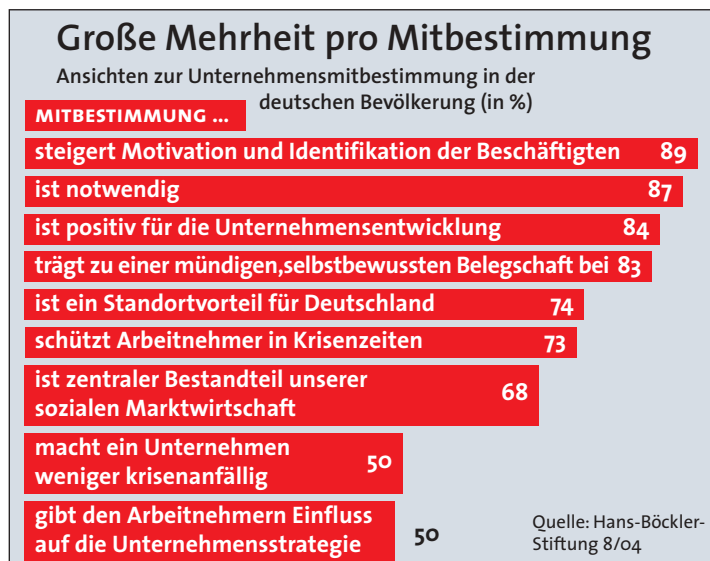 Große Mehrheit pro Mitbestimmung
Ansichten zur Unternehmensmitbestimmung in der
deutschen Bevölkerung (in %)
MITBESTIMMUNG ...
steigert Motivation und Identifikation der Beschäftigten 89
ist notwendig 87
ist positiv für die Unternehmensentwicklung 84
trägt zu einer mündigen,selbstbewussten Belegschaft bei 83
ist ein Standortvorteil für Deutschland 74
schützt Arbeitnehmer in Krisenzeiten 73
ist zentraler Bestandteil unserer
sozialen Marktwirtschaft 68
macht ein Unternehmen
weniger krisenanfällig 50
gibt den Arbeitnehmern Einfluss
auf die Unternehmensstrategie 50
Quelle: Hans-Böckler-
Stiftung 8/04